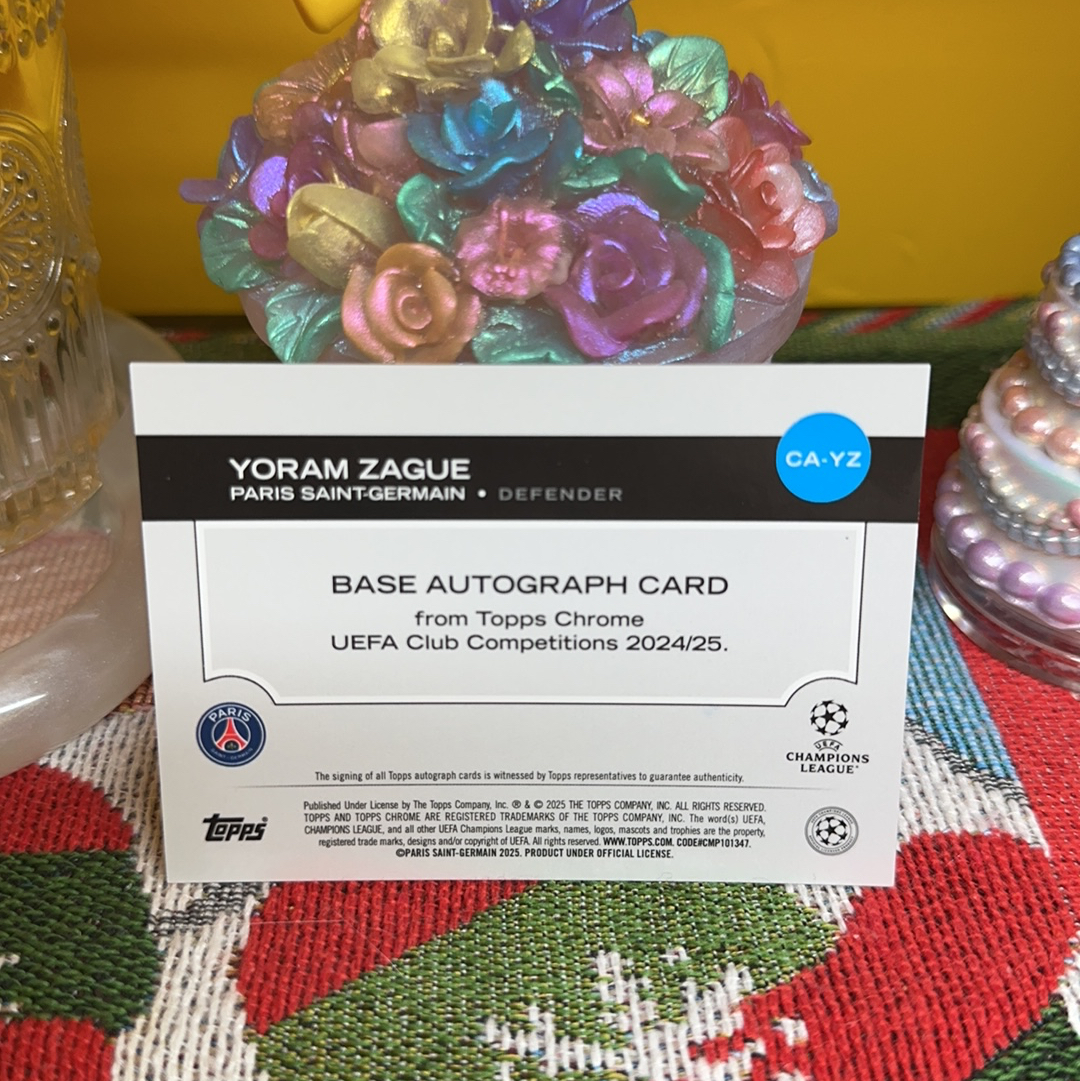 YORAM ZAGUE
PARIS SAINT-GERMAIN • DEFENDER
CA-YZ
BASE AUTOGRAPH CARD
from Topps Chrome
UEFA Club Competitions 2024/25.
PARIS
SAINT-GERMAIN
UEFA
CHAMPIONS
LEAGUE
The signing of all Topps autograph cards is witnessed by Topps representatives to guarantee authenticity.
topps
Published Under License by The Topps Company, Inc. ® & © 2025 THE TOPPS COMPANY, INC. ALL RIGHTS RESERVED.
TOPPS AND TOPPS CHROME ARE REGISTERED TRADEMARKS OF THE TOPPS COMPANY, INC. The word(s) UEFA,
CHAMPIONS LEAGUE, and all other UEFA Champions League marks, names, logos, mascots and trophies are the property,
registered trade marks, designs and/or copyright of UEFA. All rights reserved. WWW.TOPPS.COM. CODE#CMP101347.
©PARIS SAINT-GERMAIN 2025. PRODUCT UNDER OFFICIAL LICENSE.